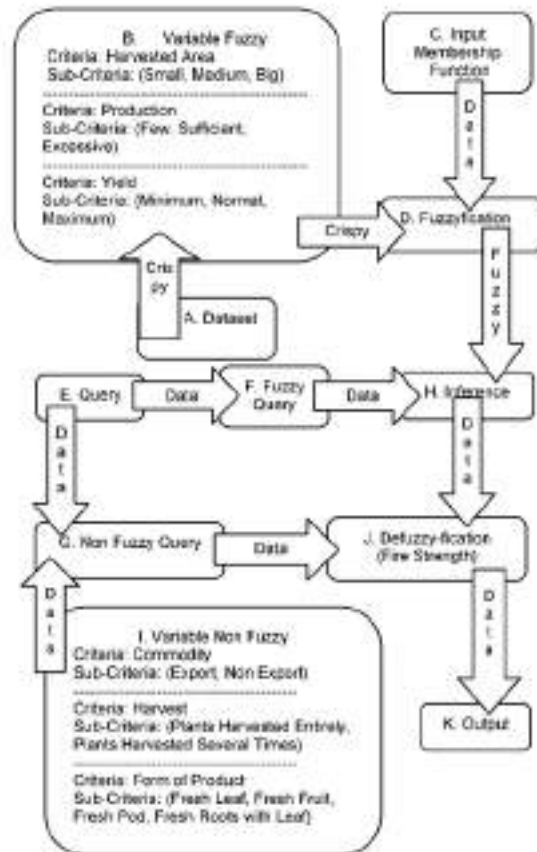 B. Variable Fuzzy
Criteria: Harvested Area
Sub-Criteria: (Small, Medium, Big)
Criteria: Production
Sub-Criteria: (Few, Sufficient,
Excessive)
Criteria: Yield
Sub-Criteria: (Minimum, Normal,
Maximum)
C. Input
Membership
Function
Data
Crispy
D. Fuzzyfication
Cris
py
A. Dataset
Fuzzy
E. Query
Data
F. Fuzzy
Query
Data
H. Inference
Data
Data
G. Non Fuzzy Query
Data
J. Defuzzy-fication
(Fire Strength)
Data
Data
I. Variable Non Fuzzy
Criteria: Commodity
Sub-Criteria: (Export, Non Export)
Criteria: Harvest
Sub-Criteria: (Plants Harvested Entirely,
Plants Harvested Several Times)
Criteria: Form of Product
Sub-Criteria: (Fresh Leaf, Fresh Fruit,
Fresh Pod, Fresh Roots with Leaf)
K. Output